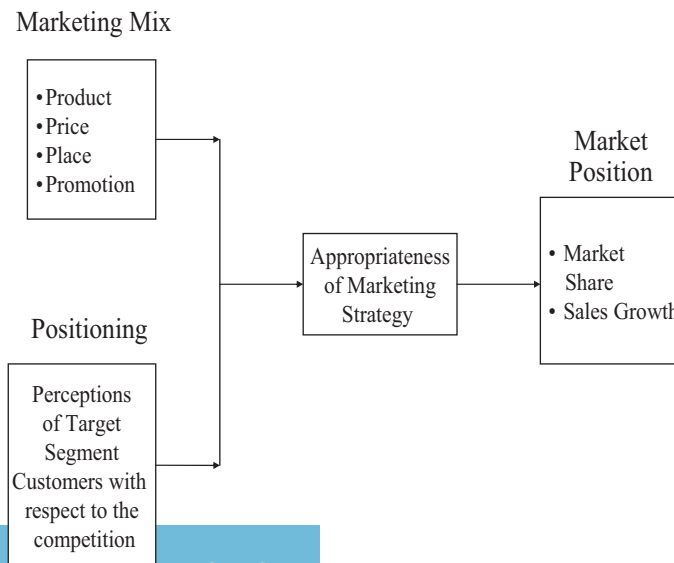 Marketing Mix
•Product
•Price
•Place
•Promotion
Positioning
Perceptions
of Target
Segment
Customers with
respect to the
competition
Appropriateness
of Marketing
Strategy
Market
Position
• Market
Share
• Sales Growth